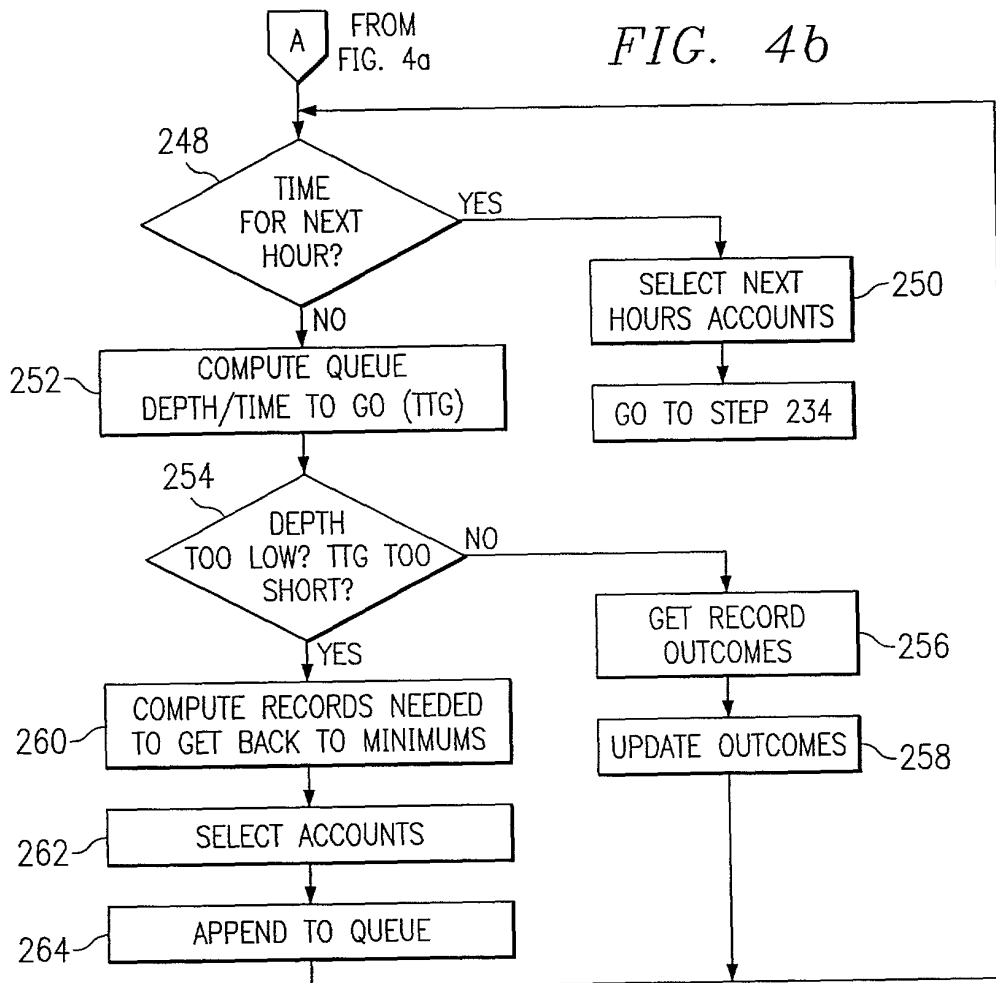 A
FROM
FIG. 4a
FIG. 4b
248
TIME
FOR NEXT
HOUR?
YES
NO
SELECT NEXT
HOURS ACCOUNTS
250
GO TO STEP 234
252
COMPUTE QUEUE
DEPTH/TIME TO GO (TTG)
254
DEPTH
TOO LOW? TTG TOO
SHORT?
NO
YES
GET RECORD
OUTCOMES
256
UPDATE OUTCOMES
258
260
COMPUTE RECORDS NEEDED
TO GET BACK TO MINIMUMS
262
SELECT ACCOUNTS
264
APPEND TO QUEUE